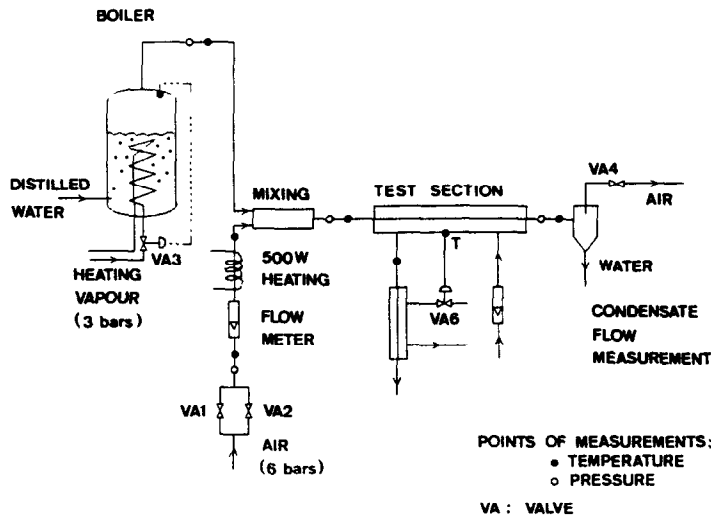 BOILER
DISTILLED
WATER
VA3
HEATING
VAPOUR
(3 bars)
MIXING
500W
HEATING
FLOW
METER
VA1
VA2
AIR
(6 bars)
TEST SECTION
T
VA6
VA4
AIR
WATER
CONDENSATE
FLOW
MEASUREMENT
POINTS OF MEASUREMENTS:
● TEMPERATURE
○ PRESSURE
VA : VALVE